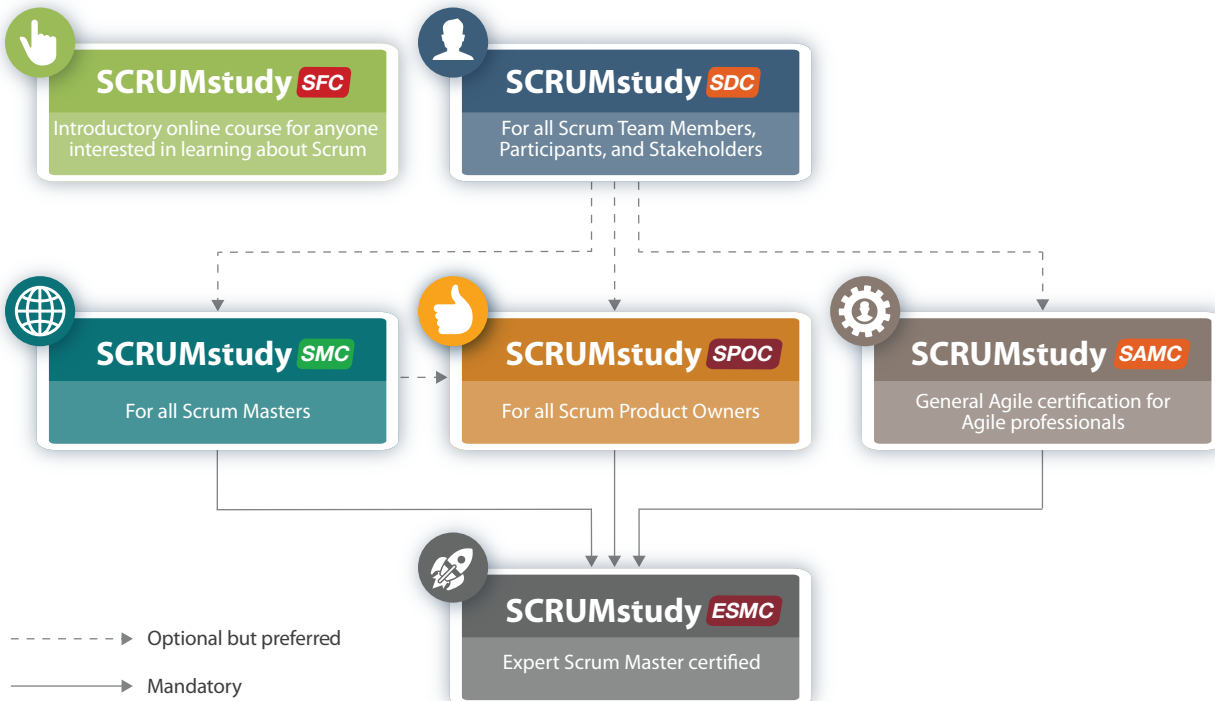 SCRUMstudy SFC
Introductory online course for anyone
interested in learning about Scrum
SCRUMstudy SDC
For all Scrum Team Members,
Participants, and Stakeholders
SCRUMstudy SMC
For all Scrum Masters
SCRUMstudy SPOC
For all Scrum Product Owners
SCRUMstudy SAMC
General Agile certification for
Agile professionals
SCRUMstudy ESMC
Expert Scrum Master certified
Optional but preferred
Mandatory